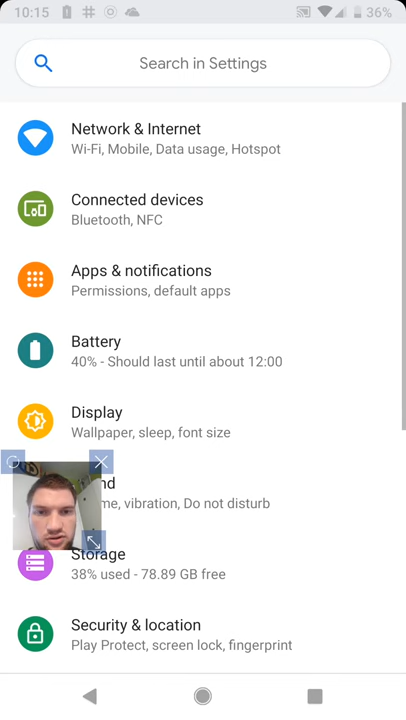 10:15
36%
Search in Settings
Network & Internet
Wi-Fi, Mobile, Data usage, Hotspot
Connected devices
Bluetooth, NFC
Apps & notifications
Permissions, default apps
Battery
40% - Should last until about 12:00
Display
Wallpaper, sleep, font size
vibration, Do not disturb
Storage
38% used - 78.89 GB free
Security & location
Play Protect, screen lock, fingerprint